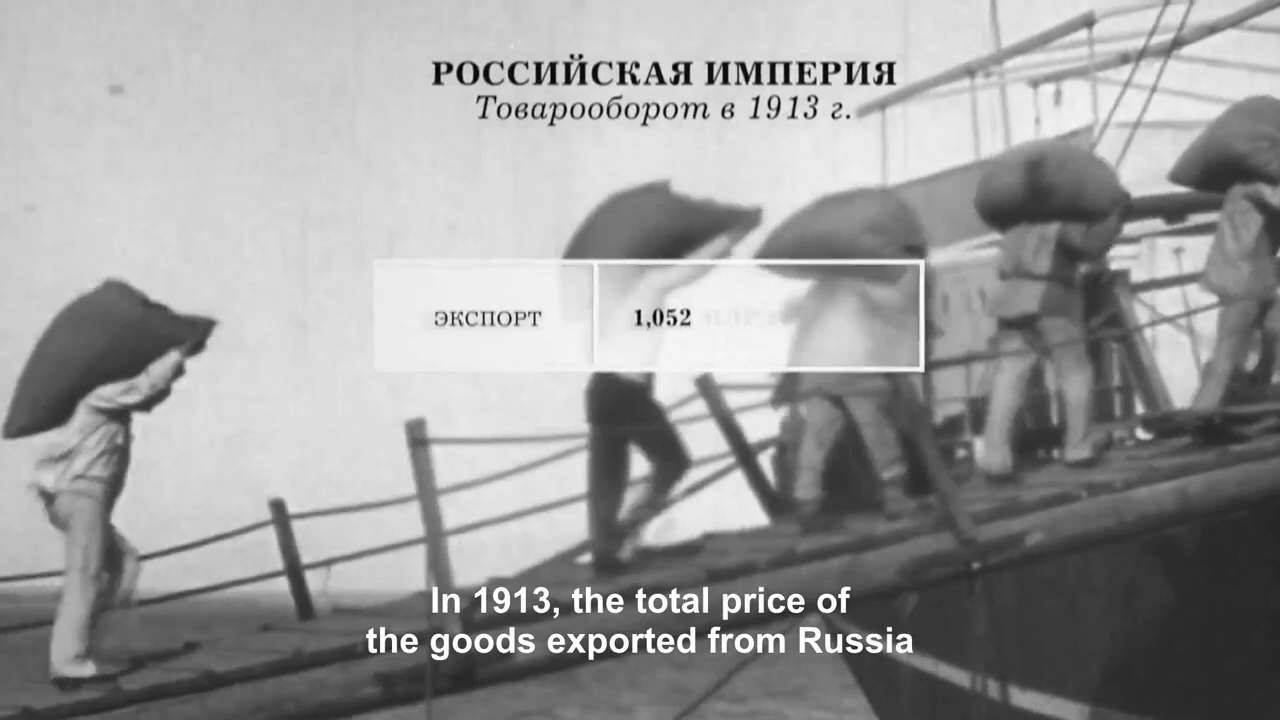 РОССИЙСКАЯ ИМПЕРИЯ
Товарооборот в 1913 г.
ЭКСПОРТ 1,052
In 1913, the total price of
the goods exported from Russia